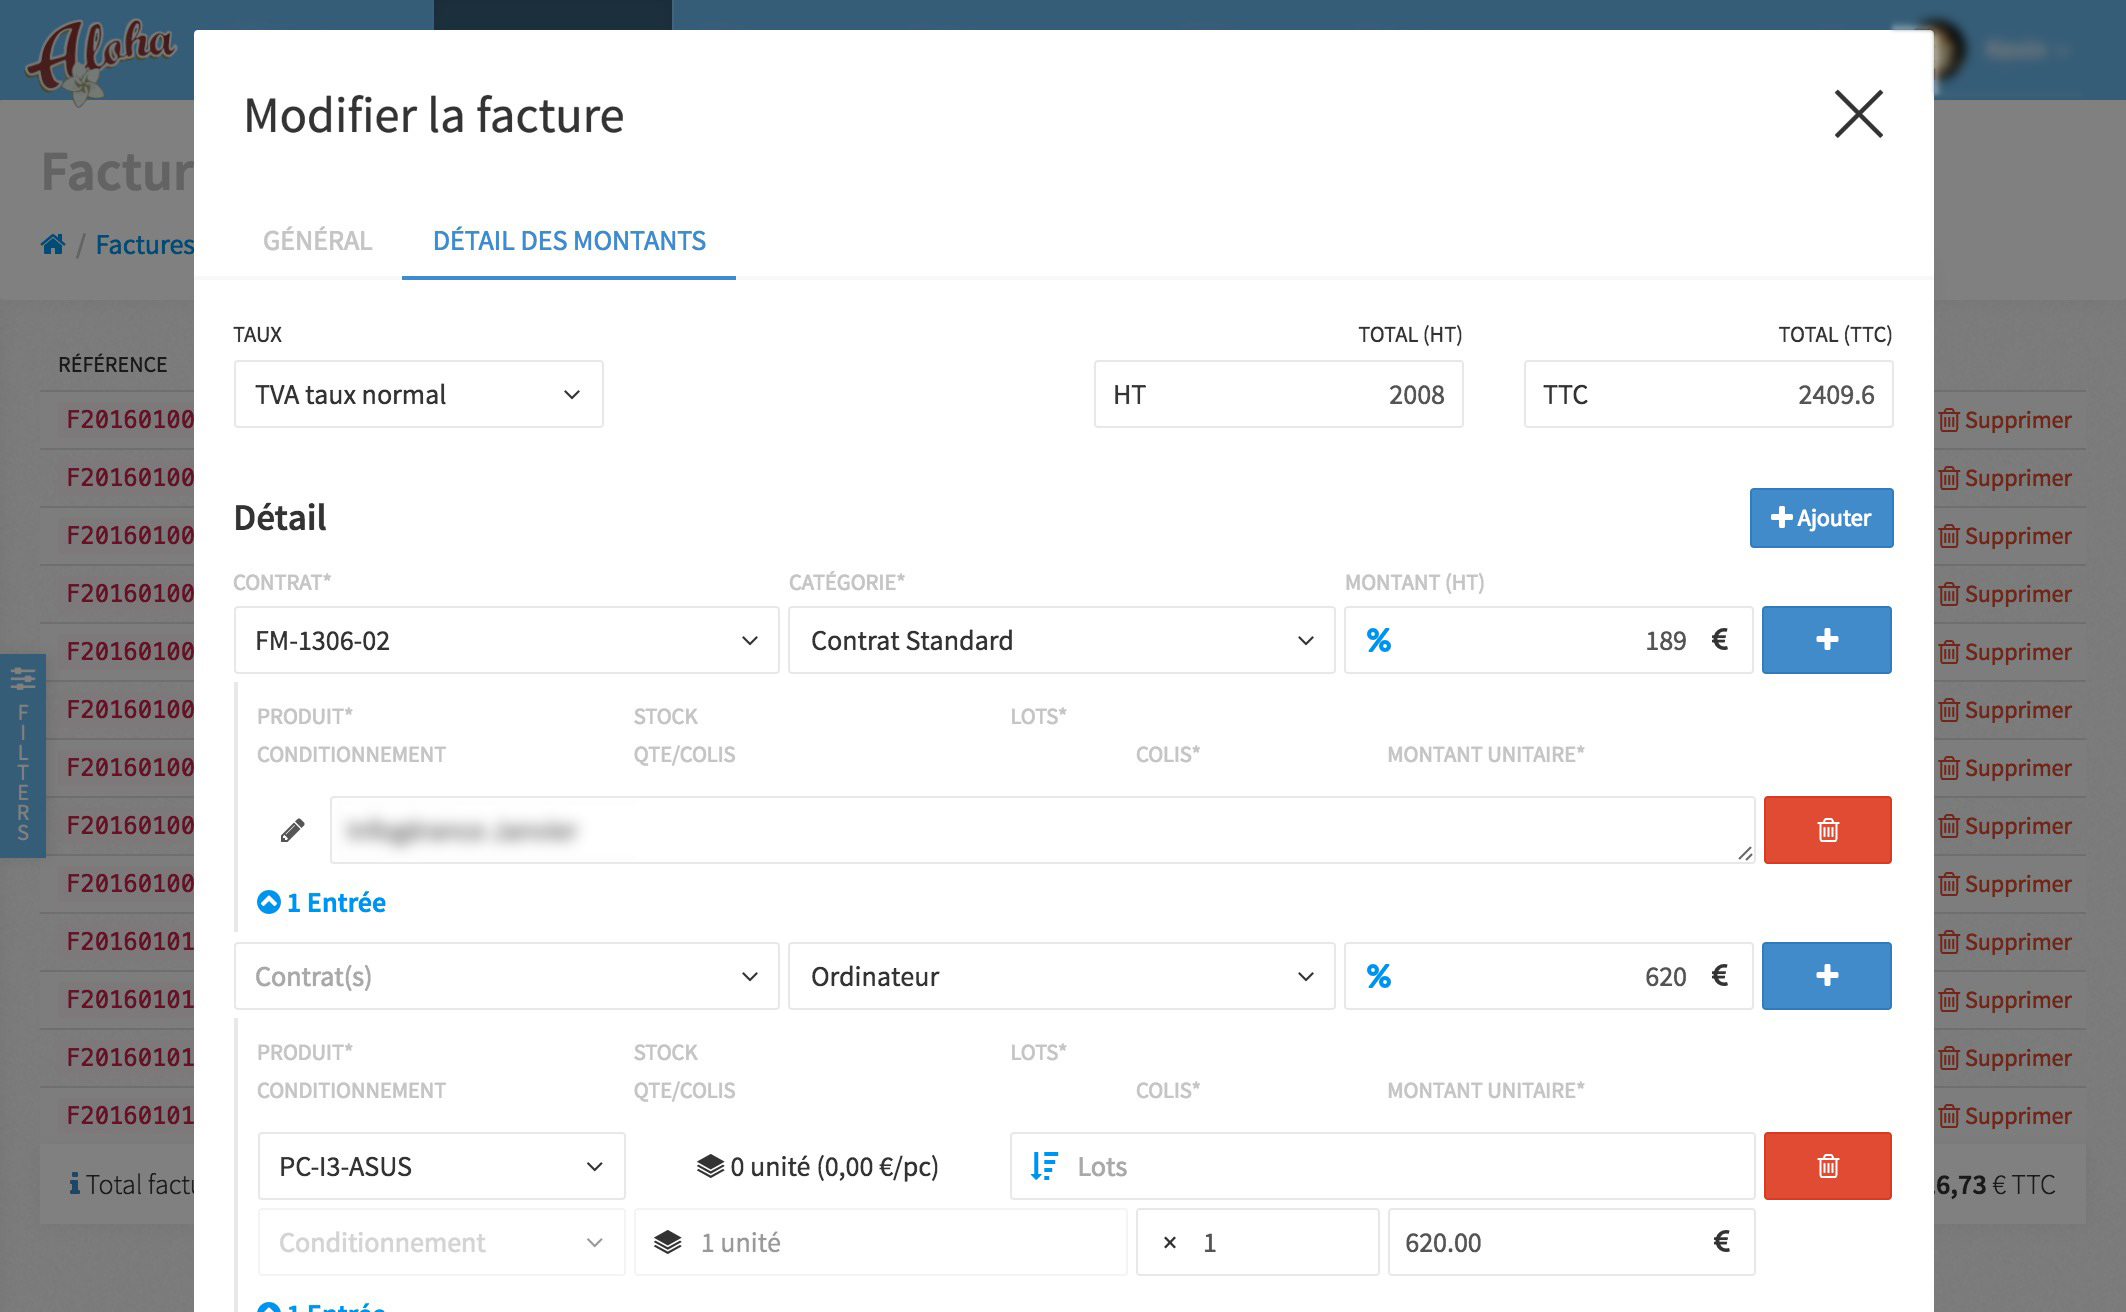 Aloha
Modifier la facture
Factur
Factures
GÉNÉRAL DÉTAIL DES MONTANTS
TAUX TOTAL (HT) TOTAL (TTC)
TVA taux normal HT 2008 TTC 2409.6
RÉFÉRENCE
F20160100 Supprimer
F20160100 Supprimer
F20160100 Supprimer
F20160100 Supprimer
F20160100 Supprimer
F20160100 Supprimer
F20160100 Supprimer
F20160100 Supprimer
F20160100 Supprimer
F20160101 Supprimer
F20160101 Supprimer
F20160101 Supprimer
F20160101 Supprimer
Total factu 6,73 € TTC
FILTERS
Détail Ajouter
CONTRAT* CATÉGORIE* MONTANT (HT)
FM-1306-02 Contrat Standard % 189 €
PRODUIT* STOCK LOTS*
CONDITIONNEMENT QTE/COLIS COLIS* MONTANT UNITAIRE*
1 Entrée
Contrat(s) Ordinateur % 620 €
PRODUIT* STOCK LOTS*
CONDITIONNEMENT QTE/COLIS COLIS* MONTANT UNITAIRE*
PC-I3-ASUS 0 unité (0,00 €/pc) Lots
Conditionnement 1 unité × 1 620.00 €
1 Entrée